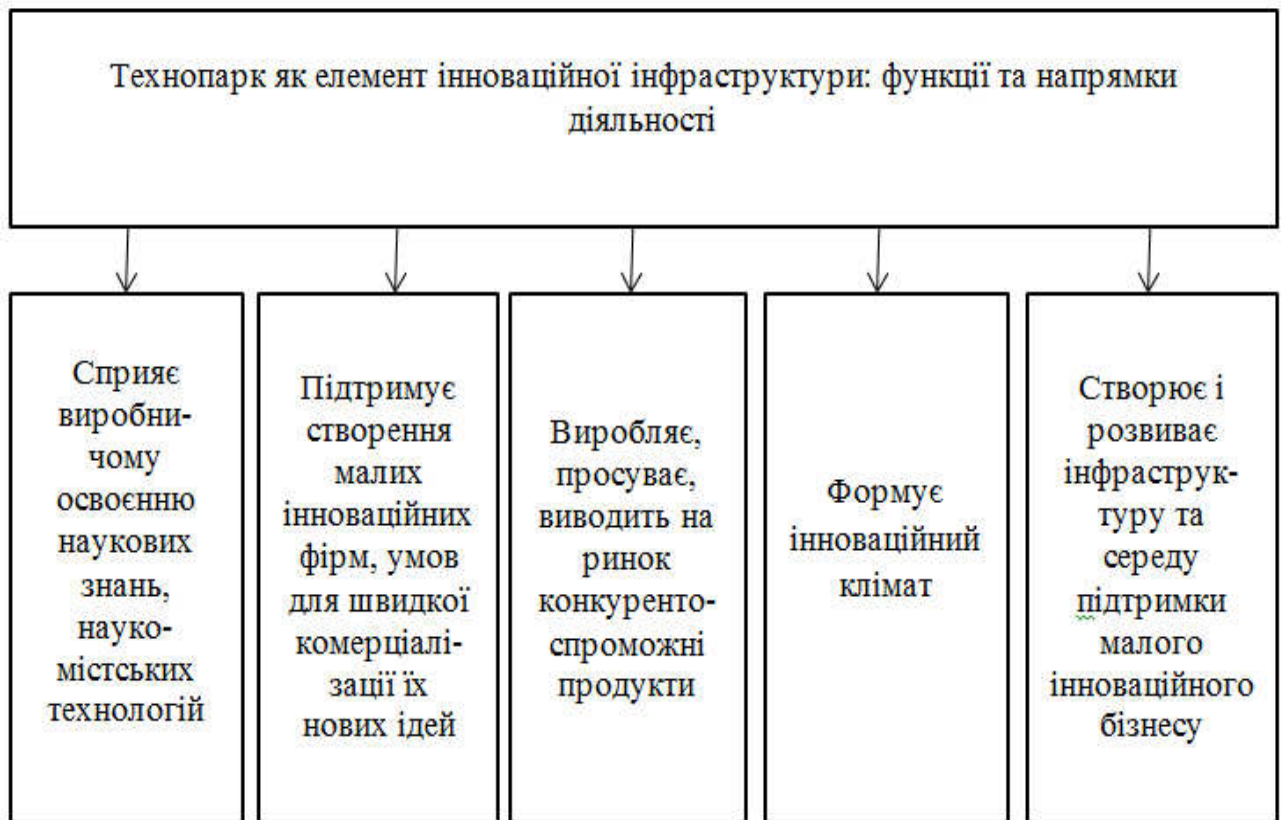 Технопарк як елемент інноваційної інфраструктури: функції та напрямки
діяльності
Сприяє
виробни-
чому
освоєнню
наукових
знань,
науко-
містських
технологій
Підтримує
створення
малих
інноваційних
фірм, умов
для швидкої
комерціалі-
зації їх
нових ідей
Виробляє,
просуває,
виводить на
ринок
конкуренто-
спроможні
продукти
Формує
інноваційний
клімат
Створює і
розвиває
інфраструк-
туру та
середу
підтримки
малого
інноваційного
бізнесу